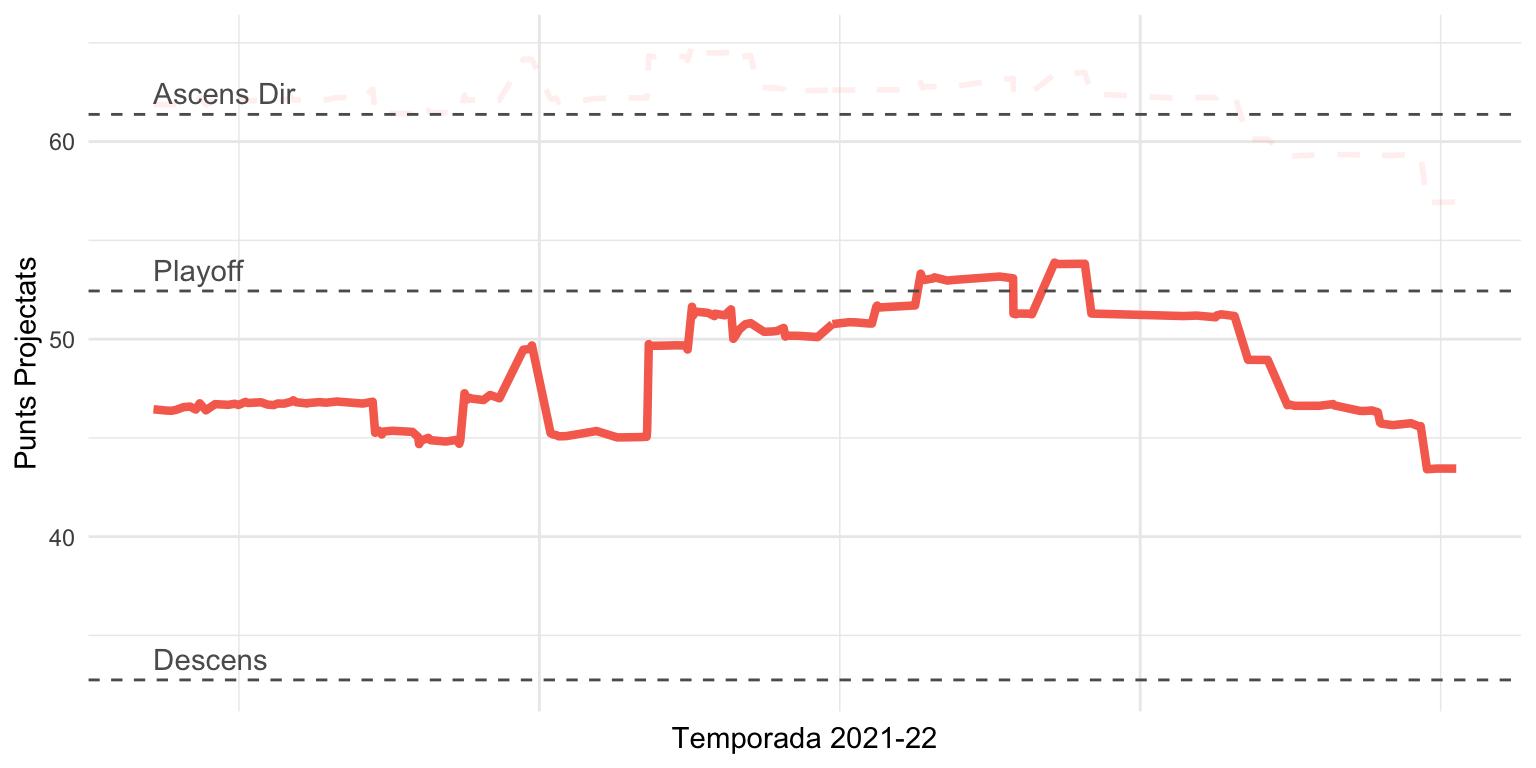 Ascens Dir
60
Playoff
50
40
Descens
Punts Projectats
Temporada 2021-22